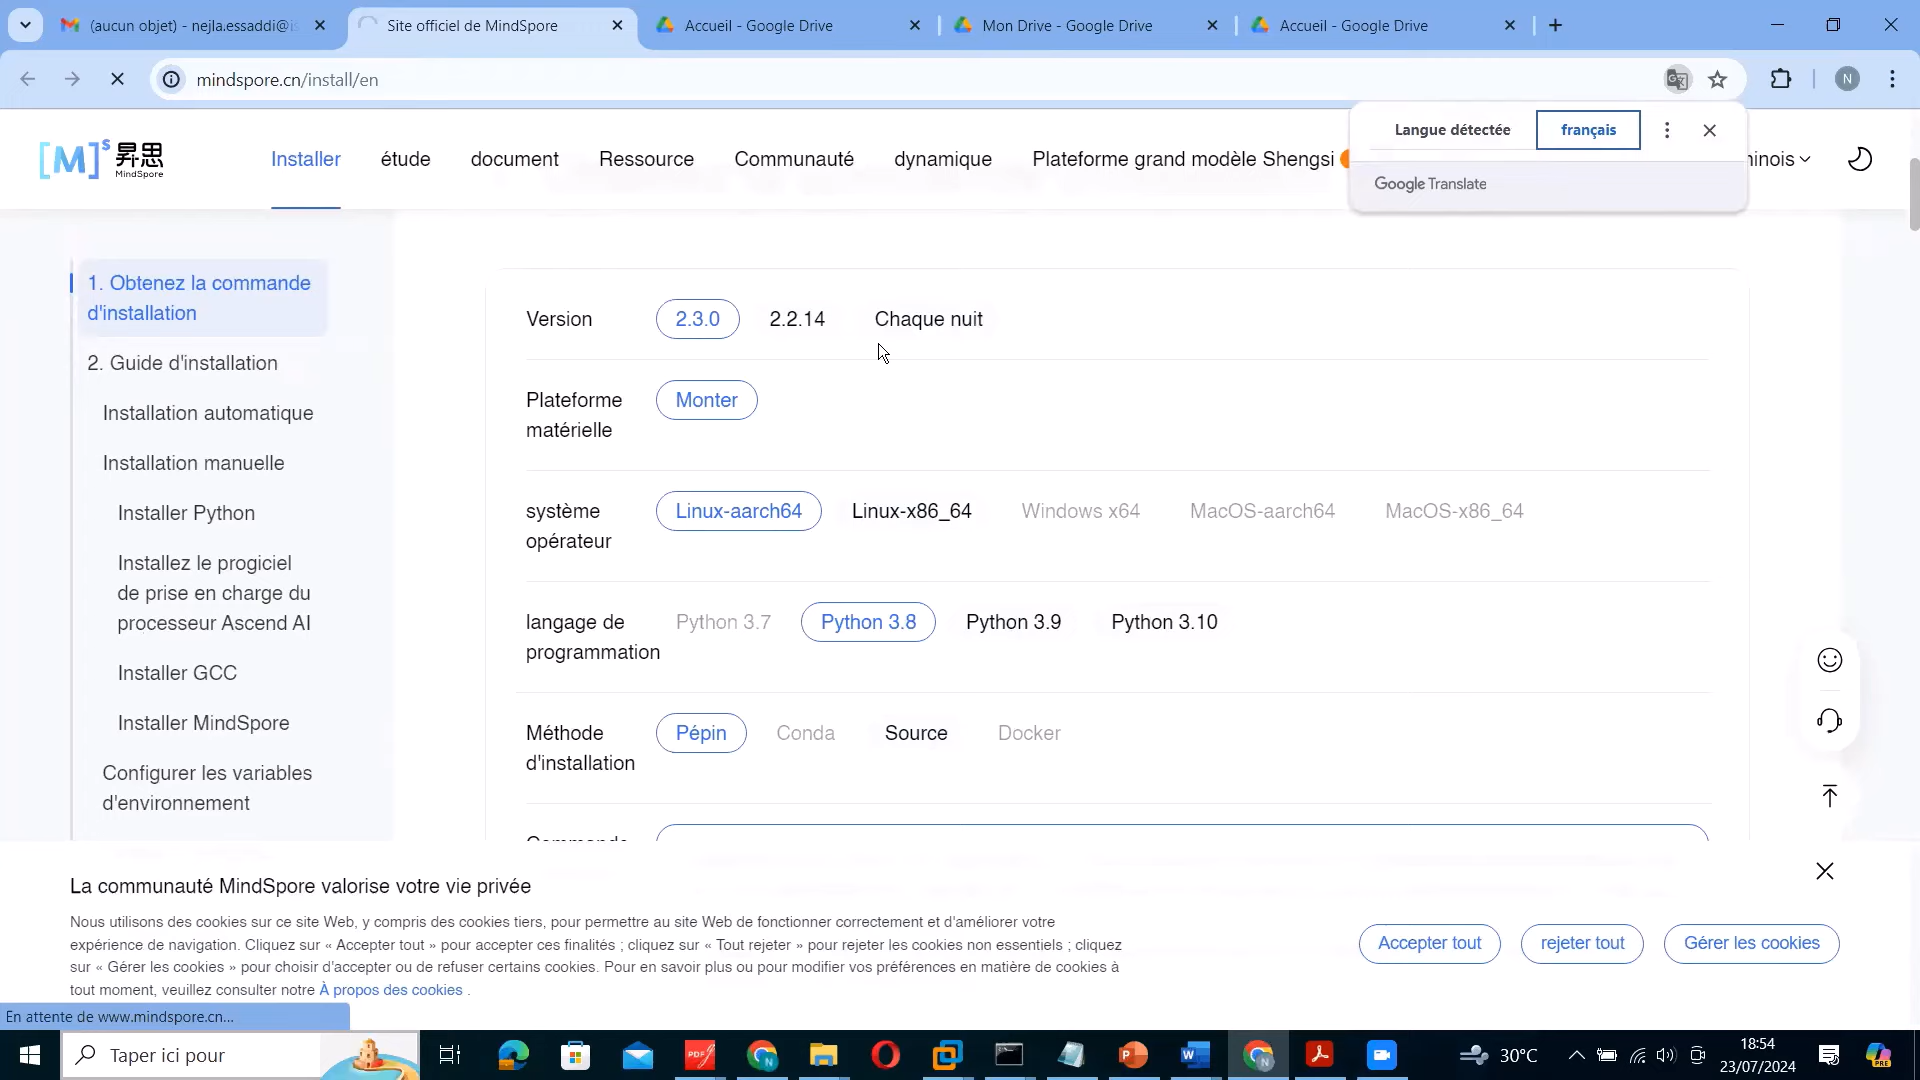 (aucun objet) - nejla.essaddi@is
Site officiel de MindSpore
Accueil - Google Drive
Mon Drive - Google Drive
Accueil - Google Drive
mindspore.cn/install/en
N
[M]s 昇思
MindSpore
Installer
étude
document
Ressource
Communauté
dynamique
Plateforme grand modèle Shengsi
inois
Langue détectée
français
Google Translate
1. Obtenez la commande
d'installation
2. Guide d'installation
Installation automatique
Installation manuelle
Installer Python
Installez le progiciel
de prise en charge du
processeur Ascend AI
Installer GCC
Installer MindSpore
Configurer les variables
d'environnement
Version
2.3.0
2.2.14
Chaque nuit
Plateforme
matérielle
Monter
système
opérateur
Linux-aarch64
Linux-x86_64
Windows x64
MacOS-aarch64
MacOS-x86_64
langage de
programmation
Python 3.7
Python 3.8
Python 3.9
Python 3.10
Méthode
d'installation
Pépin
Conda
Source
Docker
La communauté MindSpore valorise votre vie privée
Nous utilisons des cookies sur ce site Web, y compris des cookies tiers, pour permettre au site Web de fonctionner correctement et d'améliorer votre
expérience de navigation. Cliquez sur « Accepter tout » pour accepter ces finalités ; cliquez sur « Tout rejeter » pour rejeter les cookies non essentiels ; cliquez
sur « Gérer les cookies » pour choisir d'accepter ou de refuser certains cookies. Pour en savoir plus ou pour modifier vos préférences en matière de cookies à
tout moment, veuillez consulter notre À propos des cookies .
Accepter tout
rejeter tout
Gérer les cookies
En attente de www.mindspore.cn...
Taper ici pour
30°C
18:54
23/07/2024